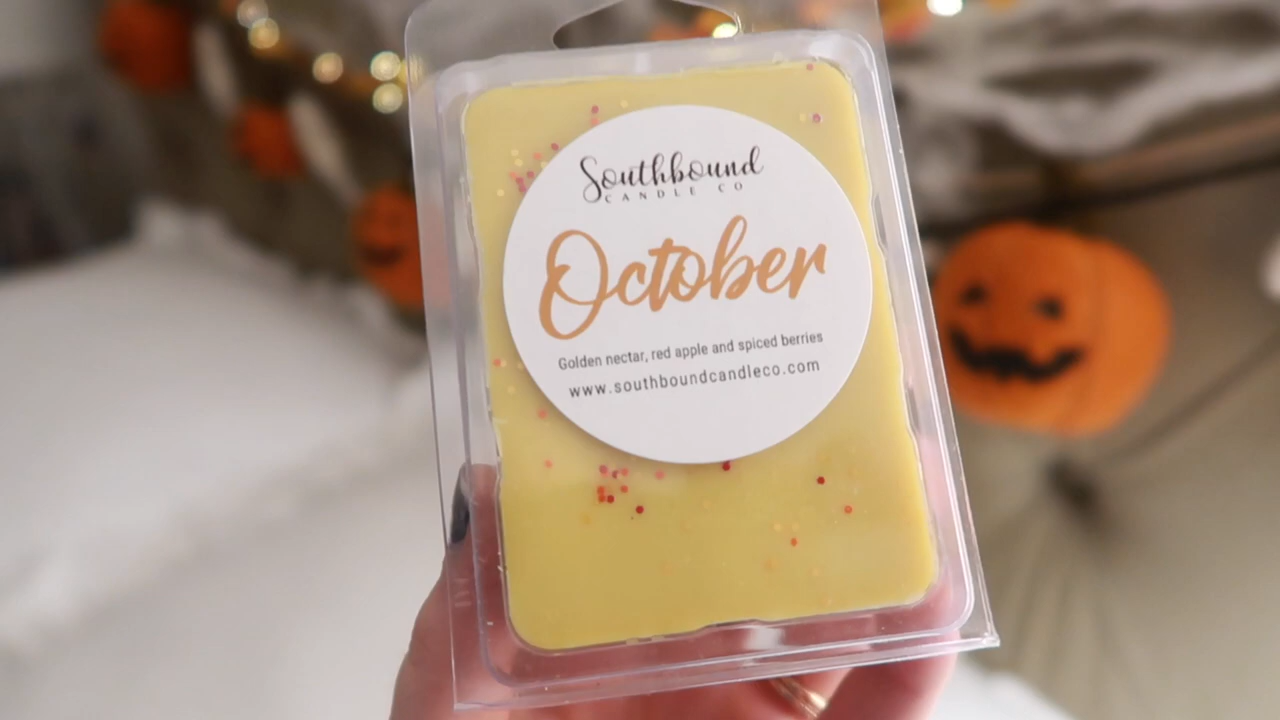 Southbound
CANDLE CO
October
Golden nectar, red apple and spiced berries
www.southboundcandleco.com